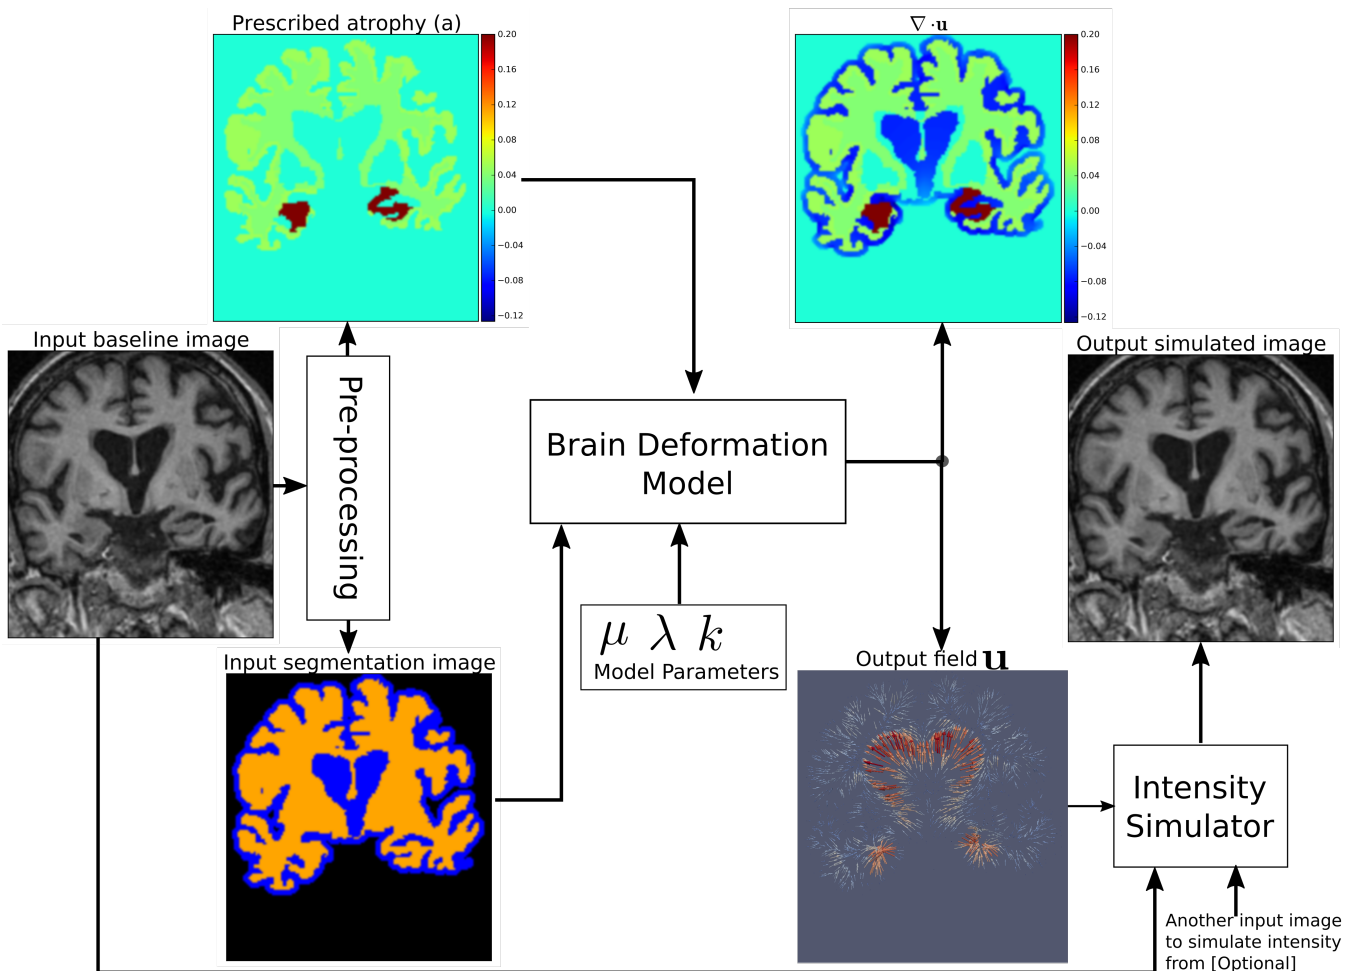 Prescribed atrophy (a)
0.20
0.16
0.12
0.08
0.04
0.00
−0.04
−0.08
−0.12
∇ ·u
0.20
0.16
0.12
0.08
0.04
0.00
−0.04
−0.08
−0.12
Input baseline image
Pre-processing
Brain Deformation
Model
Output simulated image
μ λ k
Model Parameters
Input segmentation image
Output field u
Intensity
Simulator
Another input image
to simulate intensity
from [Optional]